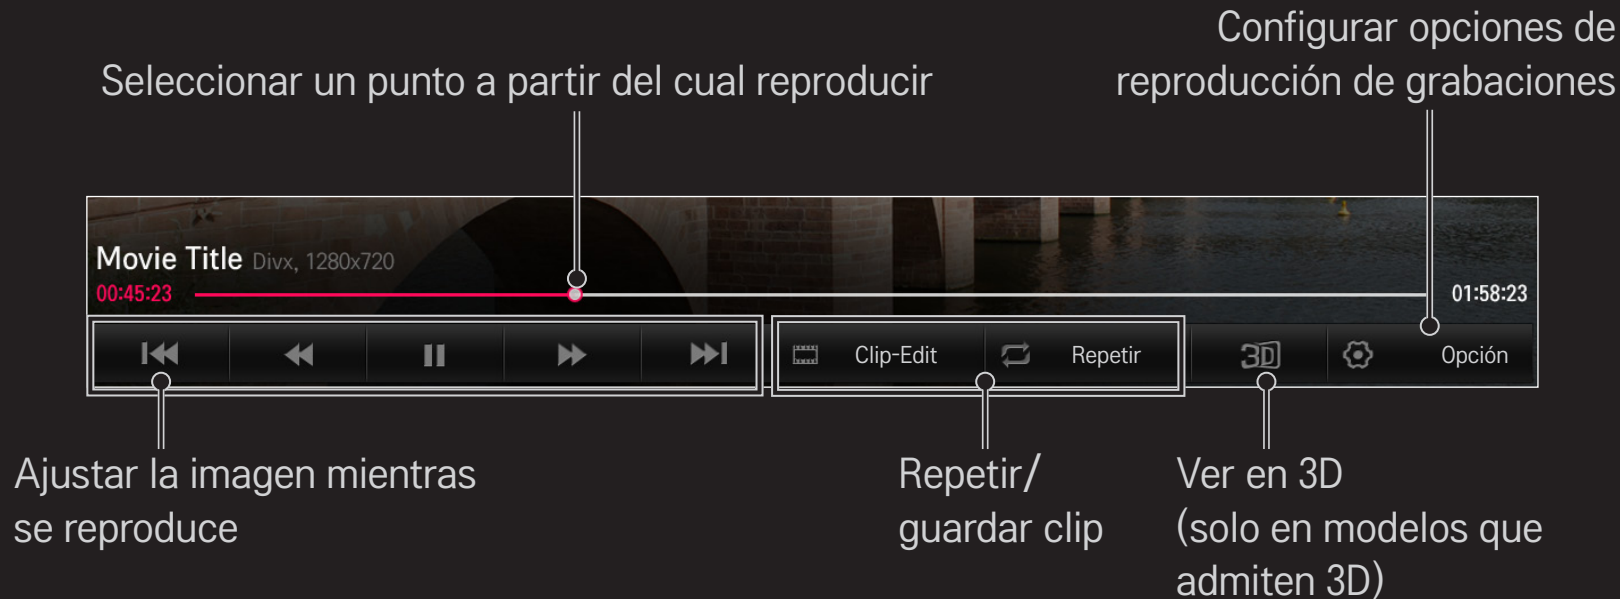 Configurar opciones de
reproducción de grabaciones
Seleccionar un punto a partir del cual reproducir
Movie Title Divx, 1280x720
00:45:23
01:58:23
Clip-Edit
Repetir
3D
Opción
Ajustar la imagen mientras
se reproduce
Repetir/
guardar clip
Ver en 3D
(solo en modelos que
admiten 3D)